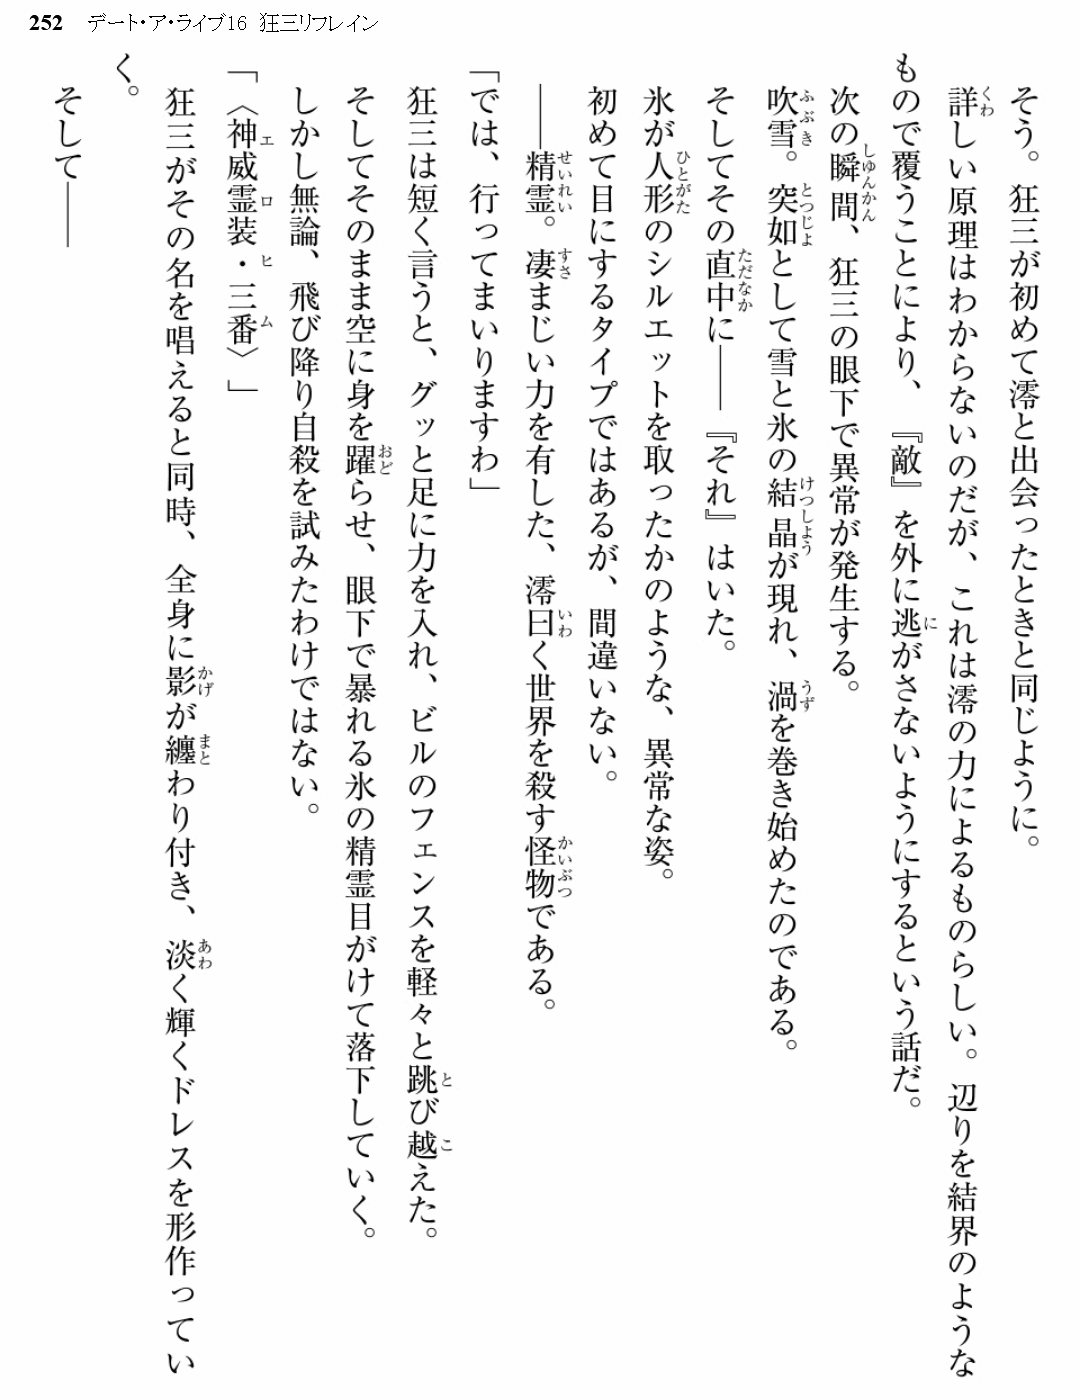 252 デート・ア・ライブ16 狂三リフレイン
そう。狂三が初めて澪と出会ったときと同じように。
詳しい原理はわからないのだが、これは澪の力によるものらしい。辺りを結界のような
もので覆うことにより、『敵』を外に逃がさないようにするという話だ。
次の瞬間、狂三の眼下で異常が発生する。
吹雪。突如として雪と氷の結晶が現れ、渦を巻き始めたのである。
そしてその直中に——『それ』はいた。
氷が人形のシルエットを取ったかのような、異常な姿。
初めて目にするタイプではあるが、間違いない。
——精霊。凄まじい力を有した、澪曰く世界を殺す怪物である。
「では、行ってまいりますわ」
狂三は短く言うと、グッと足に力を入れ、ビルのフェンスを軽々と跳び越えた。
そしてそのまま空に身を躍らせ、眼下で暴れる氷の精霊目がけて落下していく。
しかし無論、飛び降り自殺を試みたわけではない。
「〈神威霊装・三番〉」
狂三がその名を唱えると同時、全身に影が纏わり付き、淡く輝くドレスを形作ってい
く。
そして——